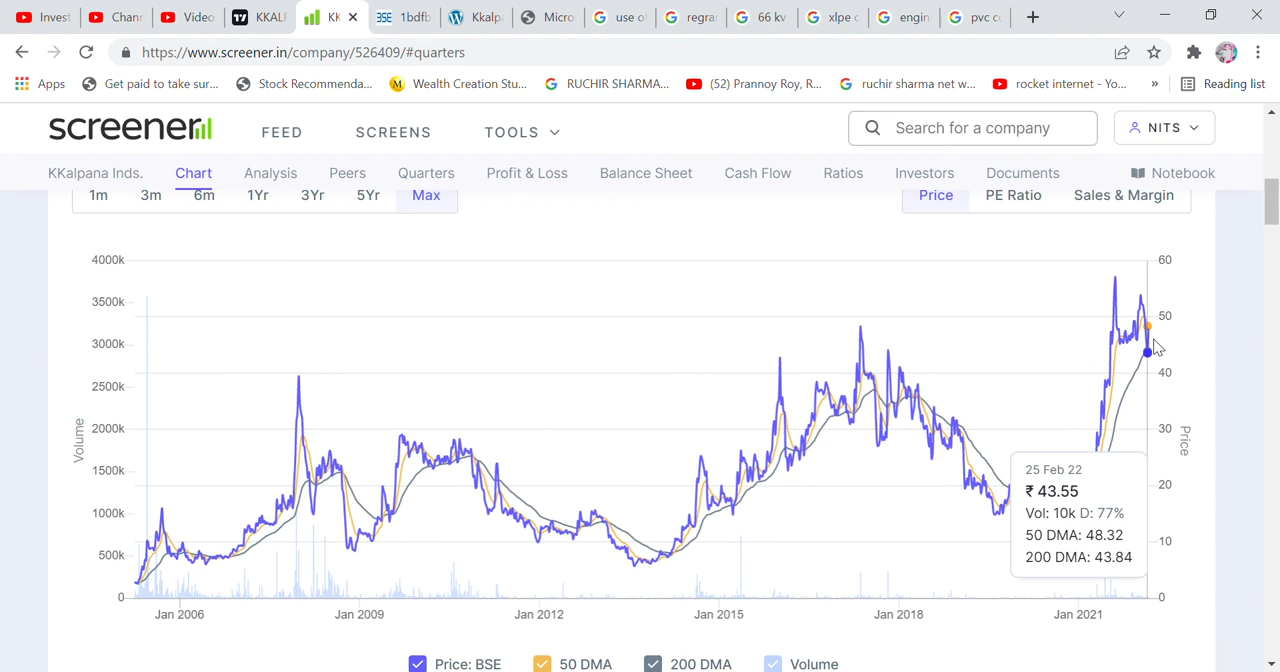 Invest Chann Video KKALF KK 1bdfb Kkalp Micro use of regran 66 kv xlpe c engin pvc cc
https://www.screener.in/company/526409/#quarters
Apps Get paid to take sur... Stock Recommenda... Wealth Creation Stu... RUCHIR SHARMA... (52) Prannoy Roy, R... ruchir sharma net w... rocket internet - Yo... » Reading list
screener FEED SCREENS TOOLS Search for a company NITS
KKalpana Inds. Chart Analysis Peers Quarters Profit & Loss Balance Sheet Cash Flow Ratios Investors Documents Notebook
1m 3m 6m 1Yr 3Yr 5Yr Max Price PE Ratio Sales & Margin
4000k 60
3500k
50
3000k
40
2500k
2000k 30
Volume Price
1500k
20
1000k
10
500k
0 0
25 Feb 22
₹ 43.55
Vol: 10k D: 77%
50 DMA: 48.32
200 DMA: 43.84
Jan 2006 Jan 2009 Jan 2012 Jan 2015 Jan 2018 Jan 2021
Price: BSE 50 DMA 200 DMA Volume